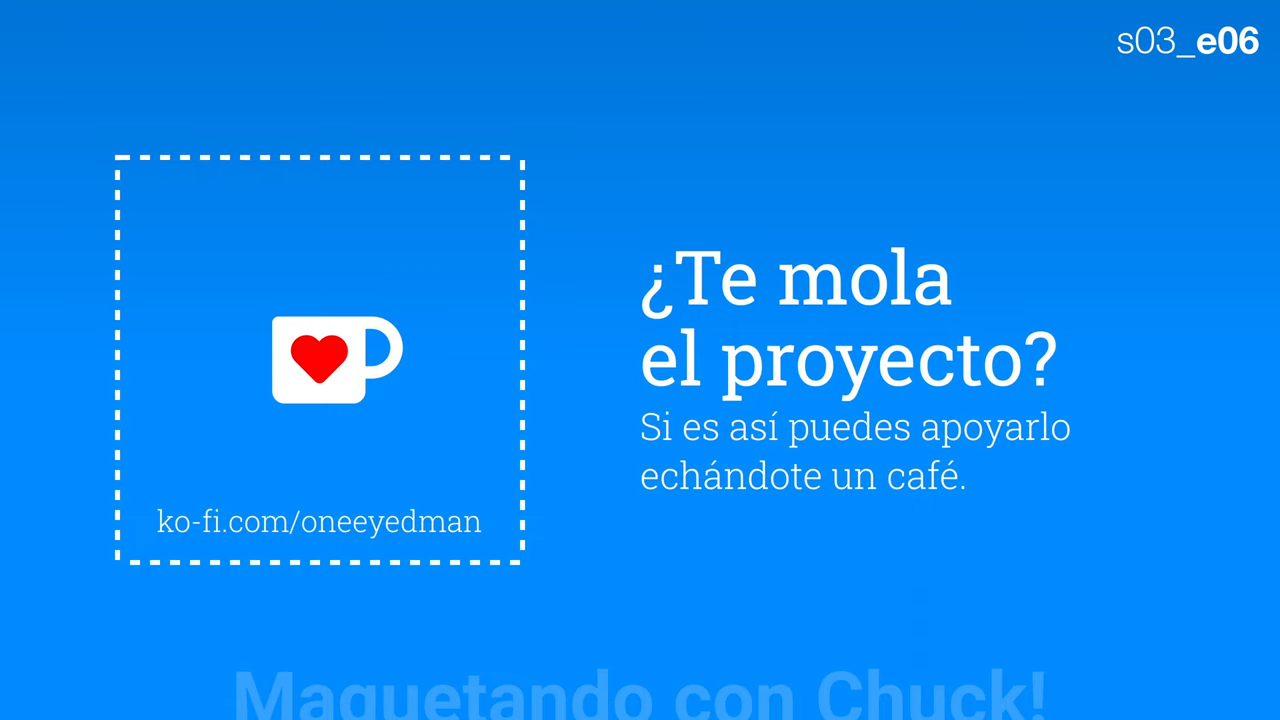 s03_e06
¿Te mola
el proyecto?
Si es así puedes apoyarlo
echándote un café.
ko-fi.com/oneeyedman
Maquetando con Chuck!